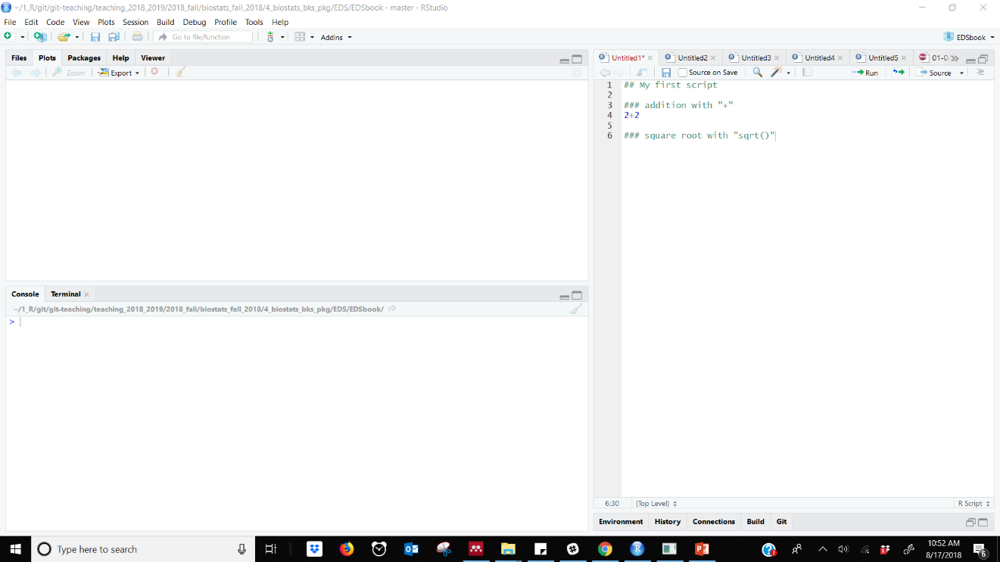 ~/1_R/git/git-teaching/teaching_2018_2019/2018_fall/biostats_fall_2018/4_biostats_bks_pkg/EDS/EDSbook - master - RStudio
File Edit Code View Plots Session Build Debug Profile Tools Help
Go to file/function Addins EDSbook
Files Plots Packages Help Viewer
Zoom Export
Console Terminal
~/1_R/git/git-teaching/teaching_2018_2019/2018_fall/biostats_fall_2018/4_biostats_bks_pkg/EDS/EDSbook/
>
Untitled1* Untitled2 Untitled3 Untitled4 Untitled5 01-0
Source on Save Run Source
1 ## My first script
2
3 ### addition with "+"
4 2+2
5
6 ### square root with "sqrt()"
6:30 (Top Level) R Script
Environment History Connections Build Git
Type here to search
10:52 AM
8/17/2018
6